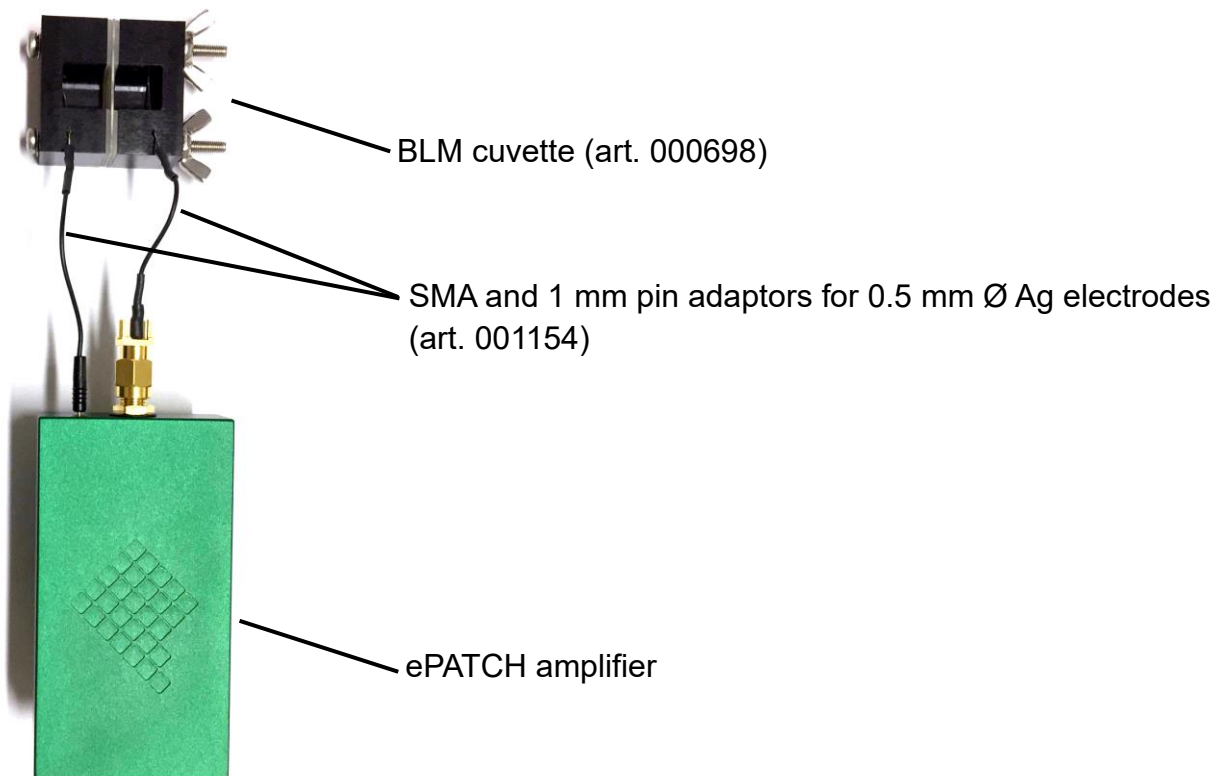 BLM cuvette (art. 000698)
SMA and 1 mm pin adaptors for 0.5 mm Ø Ag electrodes
(art. 001154)
ePATCH amplifier